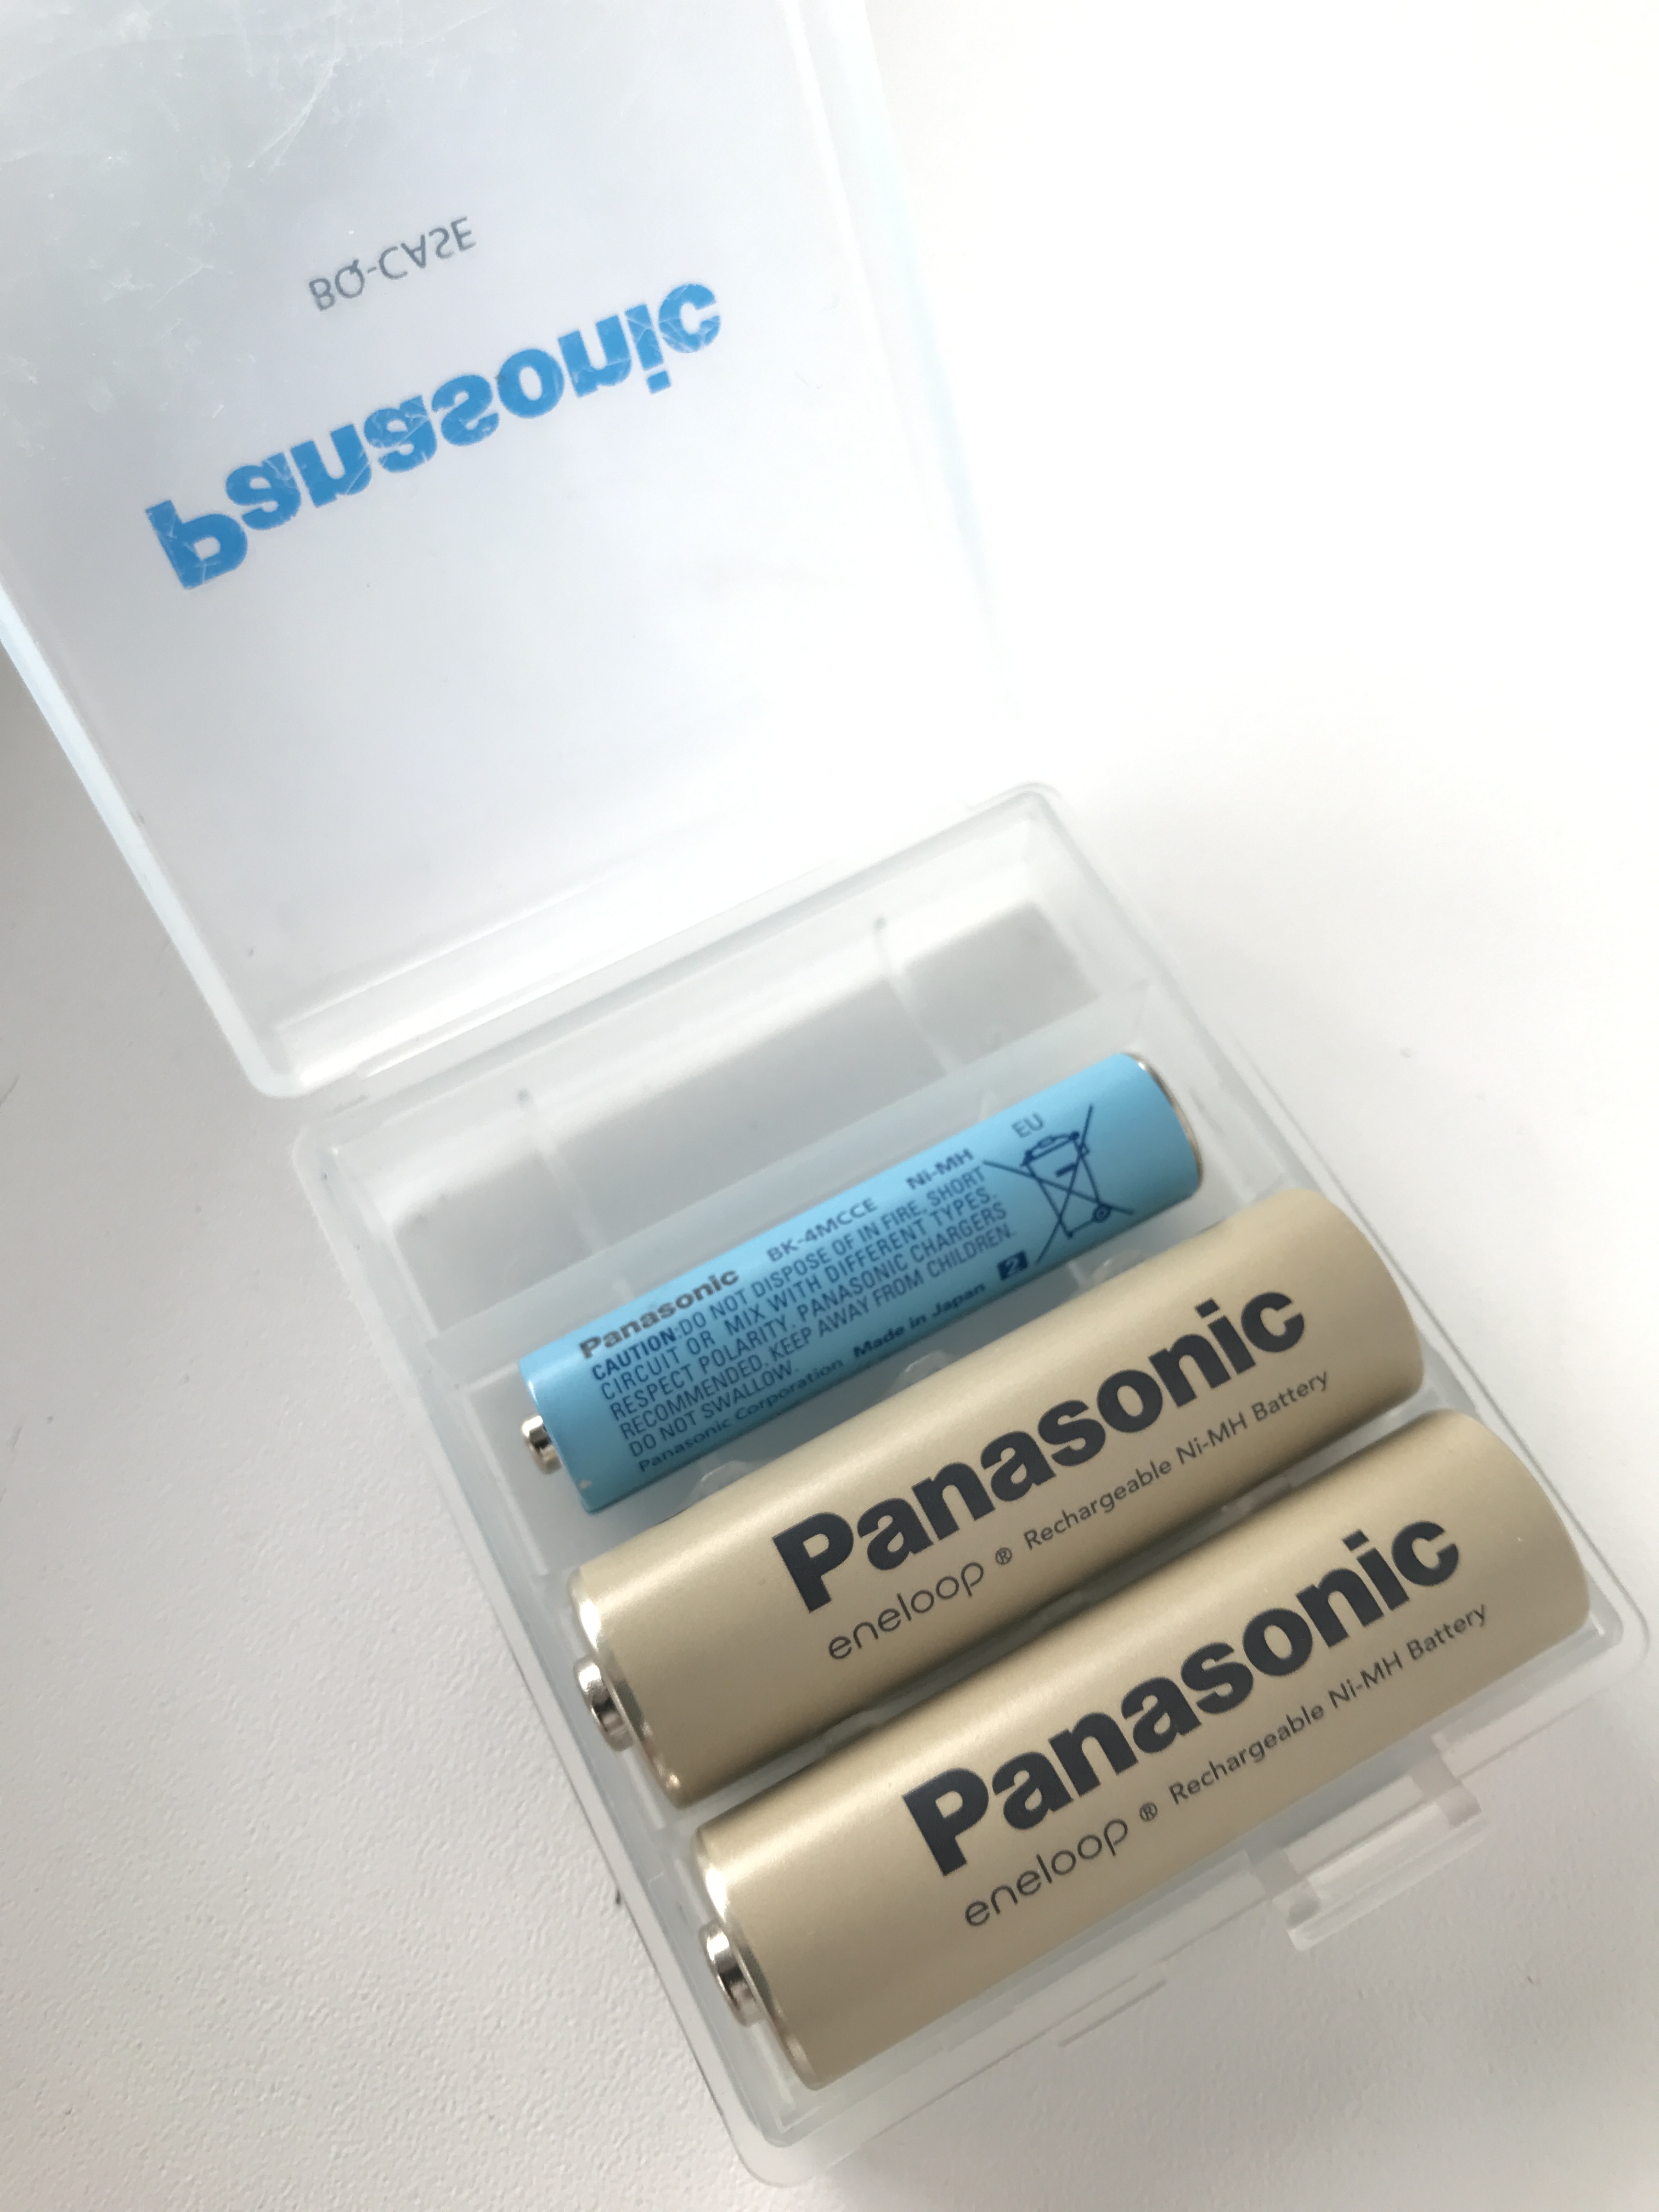 BQ-CASE
Panasonic
Panasonic BK-4MCCE Ni-MH EU
CAUTION:DO NOT DISPOSE OF IN FIRE, SHORT
CIRCUIT OR MIX WITH DIFFERENT TYPES.
RESPECT POLARITY. PANASONIC CHARGERS
RECOMMENDED. KEEP AWAY FROM CHILDREN.
DO NOT SWALLOW.
Panasonic Corporation Made in Japan 2
Panasonic
eneloop ® Rechargeable Ni-MH Battery
Panasonic
eneloop ® Rechargeable Ni-MH Battery